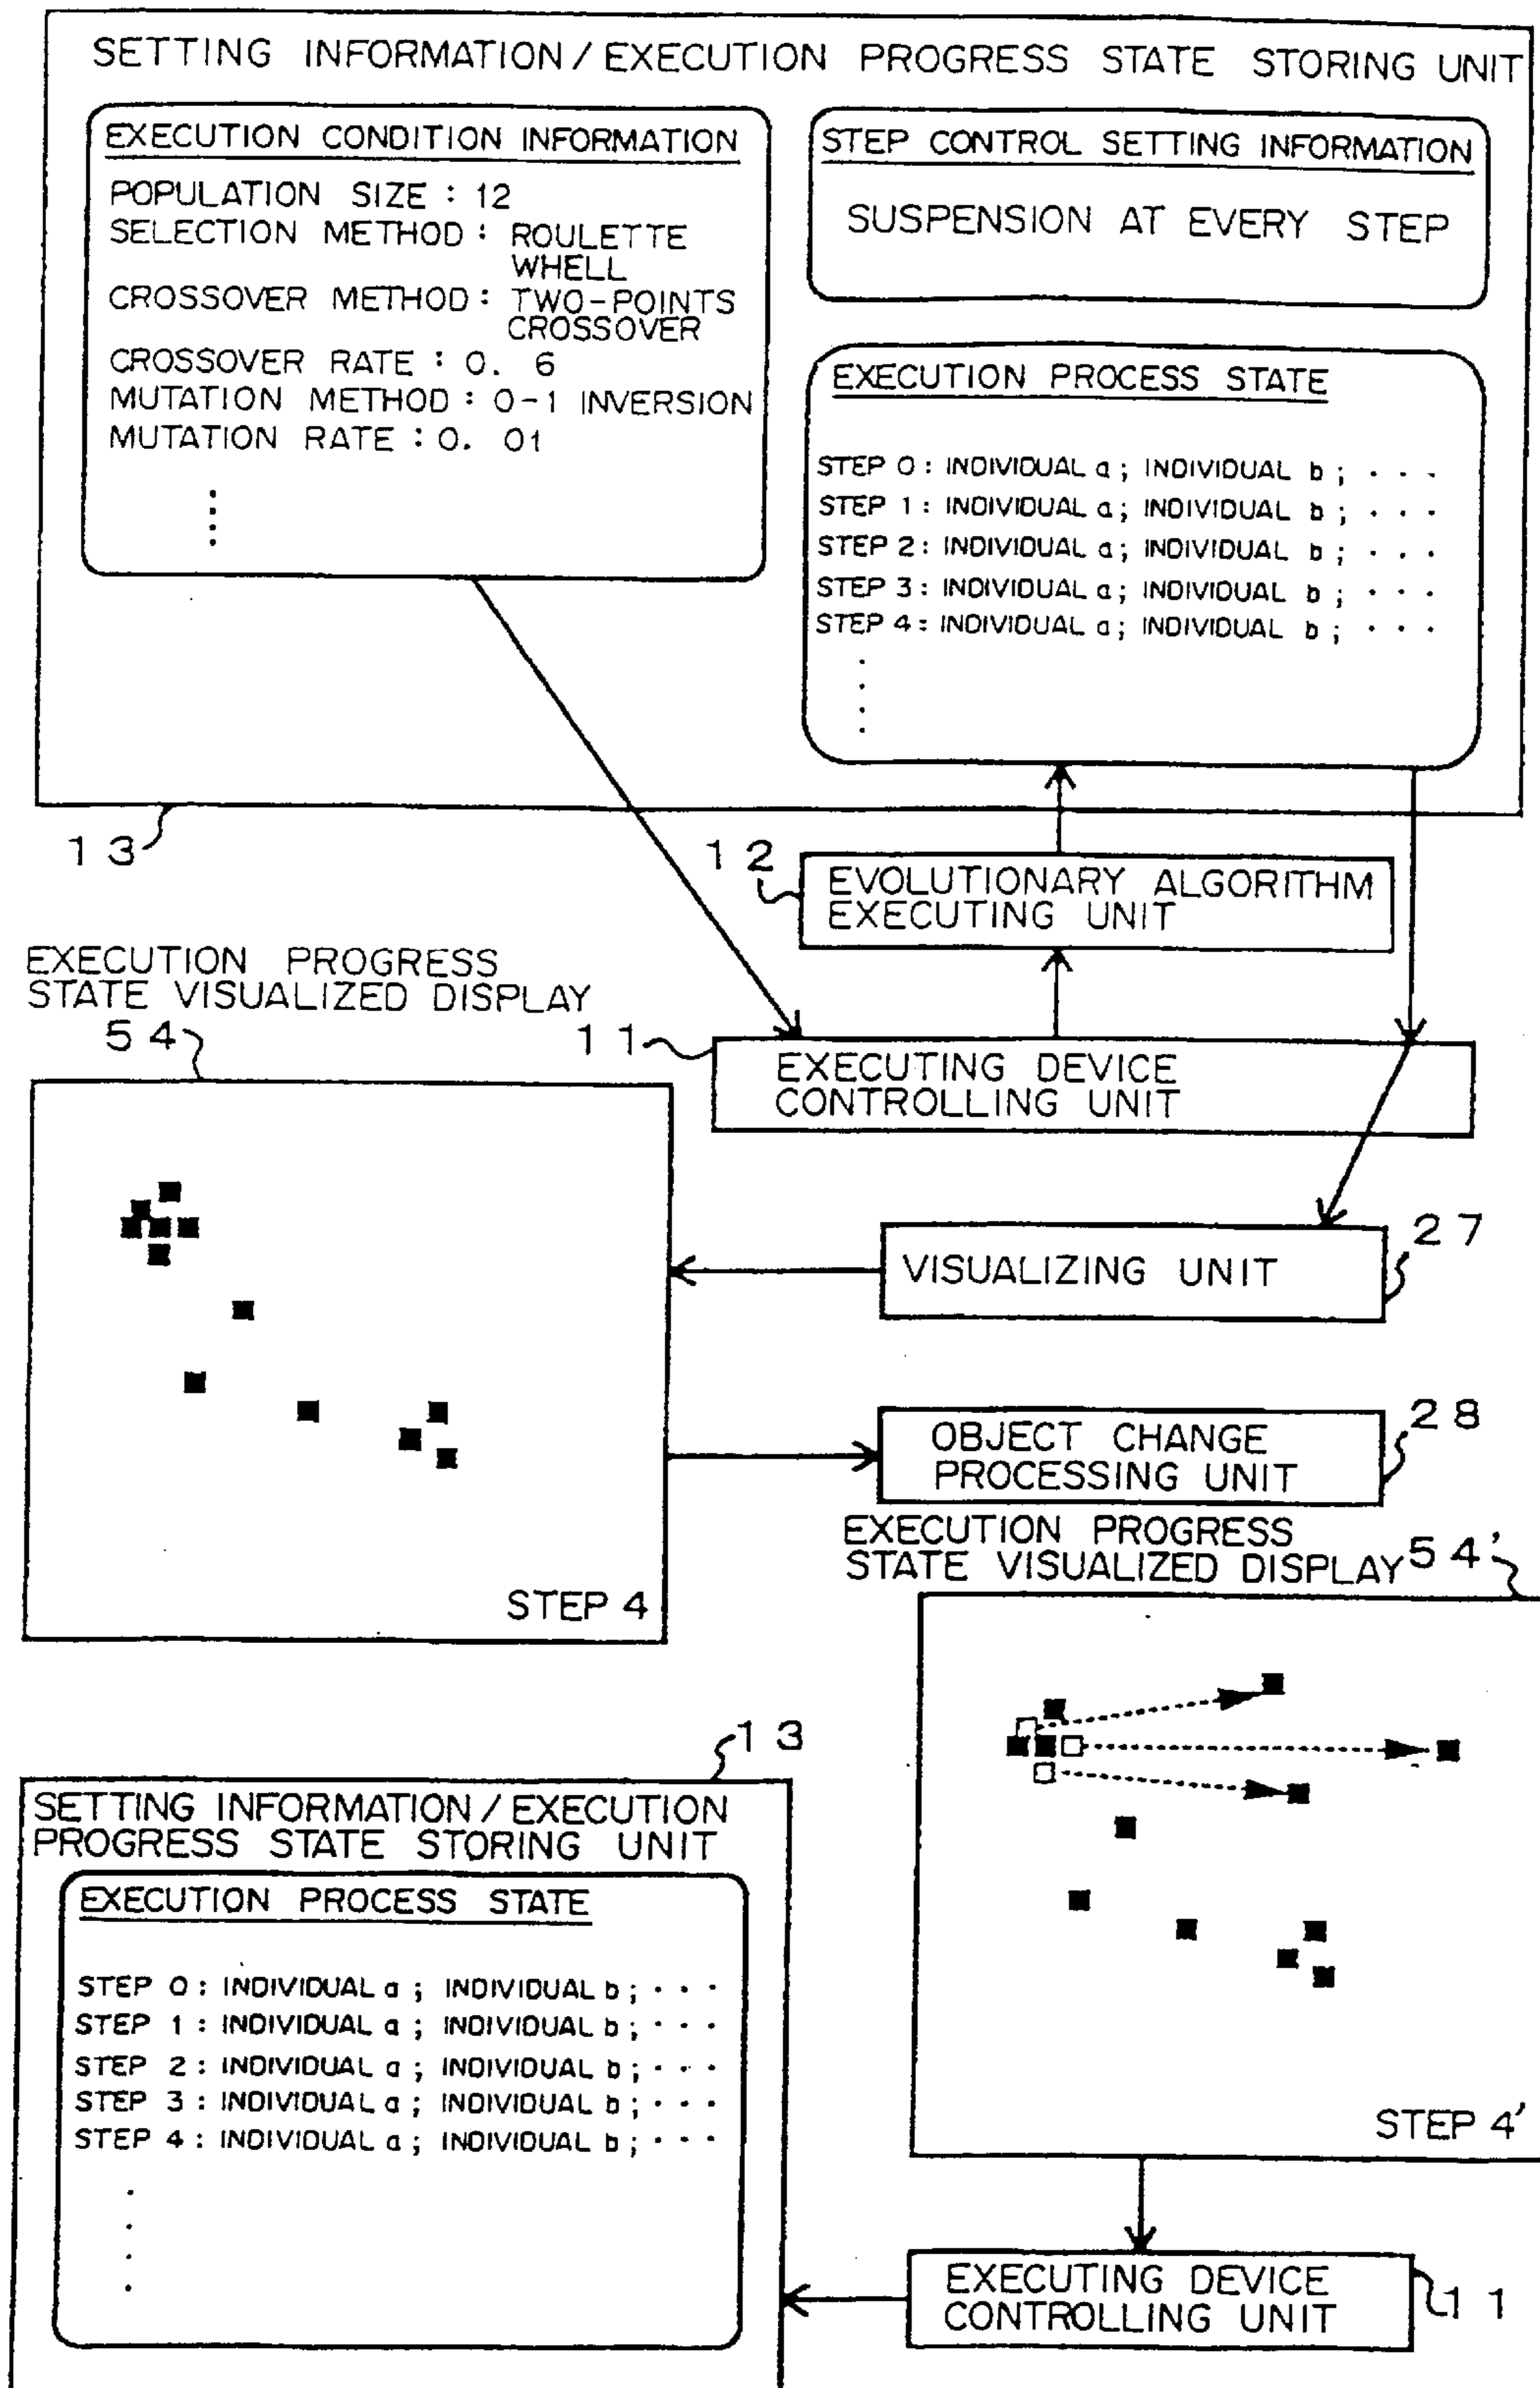 SETTING INFORMATION / EXECUTION PROGRESS STATE STORING UNIT
EXECUTION CONDITION INFORMATION
POPULATION SIZE : 12
SELECTION METHOD : ROULETTE
WHELL
CROSSOVER METHOD : TWO-POINTS
CROSSOVER
CROSSOVER RATE : 0. 6
MUTATION METHOD : 0-1 INVERSION
MUTATION RATE : 0. 01
STEP CONTROL SETTING INFORMATION
SUSPENSION AT EVERY STEP
EXECUTION PROCESS STATE
STEP 0 : INDIVIDUAL a ; INDIVIDUAL b ; · · ·
STEP 1 : INDIVIDUAL a ; INDIVIDUAL b ; · · ·
STEP 2 : INDIVIDUAL a ; INDIVIDUAL b ; · · ·
STEP 3 : INDIVIDUAL a ; INDIVIDUAL b ; · · ·
STEP 4 : INDIVIDUAL a ; INDIVIDUAL b ; · · ·
13
12
EVOLUTIONARY ALGORITHM
EXECUTING UNIT
EXECUTION PROGRESS
STATE VISUALIZED DISPLAY
54
11
EXECUTING DEVICE
CONTROLLING UNIT
27
VISUALIZING UNIT
28
OBJECT CHANGE
PROCESSING UNIT
STEP 4
EXECUTION PROGRESS
STATE VISUALIZED DISPLAY
54'
STEP 4'
13
SETTING INFORMATION / EXECUTION
PROGRESS STATE STORING UNIT
EXECUTION PROCESS STATE
STEP 0 : INDIVIDUAL a ; INDIVIDUAL b ; · · ·
STEP 1 : INDIVIDUAL a ; INDIVIDUAL b ; · · ·
STEP 2 : INDIVIDUAL a ; INDIVIDUAL b ; · · ·
STEP 3 : INDIVIDUAL a ; INDIVIDUAL b ; · · ·
STEP 4 : INDIVIDUAL a ; INDIVIDUAL b ; · · ·
EXECUTING DEVICE
CONTROLLING UNIT
11